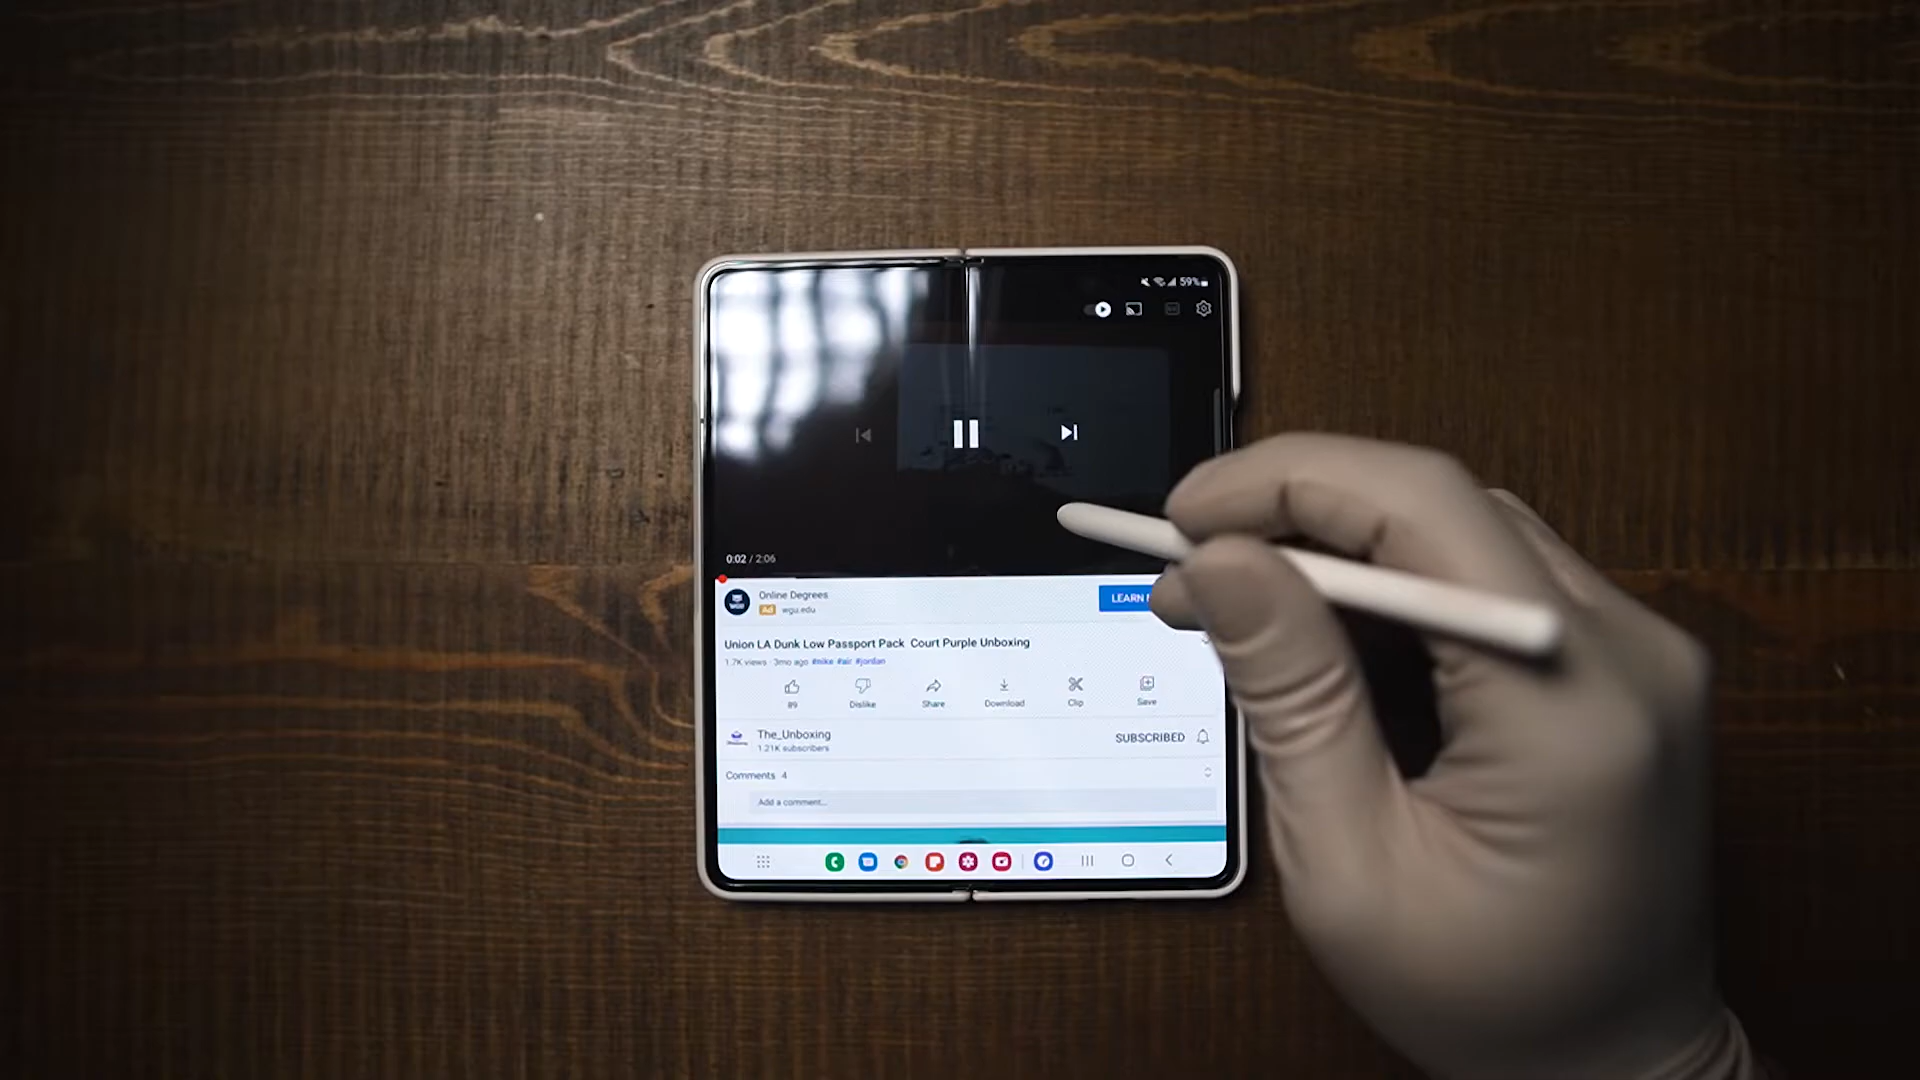 59%
0:02 / 2:06
Online Degrees
Ad wgu.edu
LEARN
Union LA Dunk Low Passport Pack Court Purple Unboxing
1.7K views · 3mo ago #nike #air #jordan
89 Dislike Share Download Clip Save
The_Unboxing
1.21K subscribers
SUBSCRIBED
Comments 4
Add a comment...